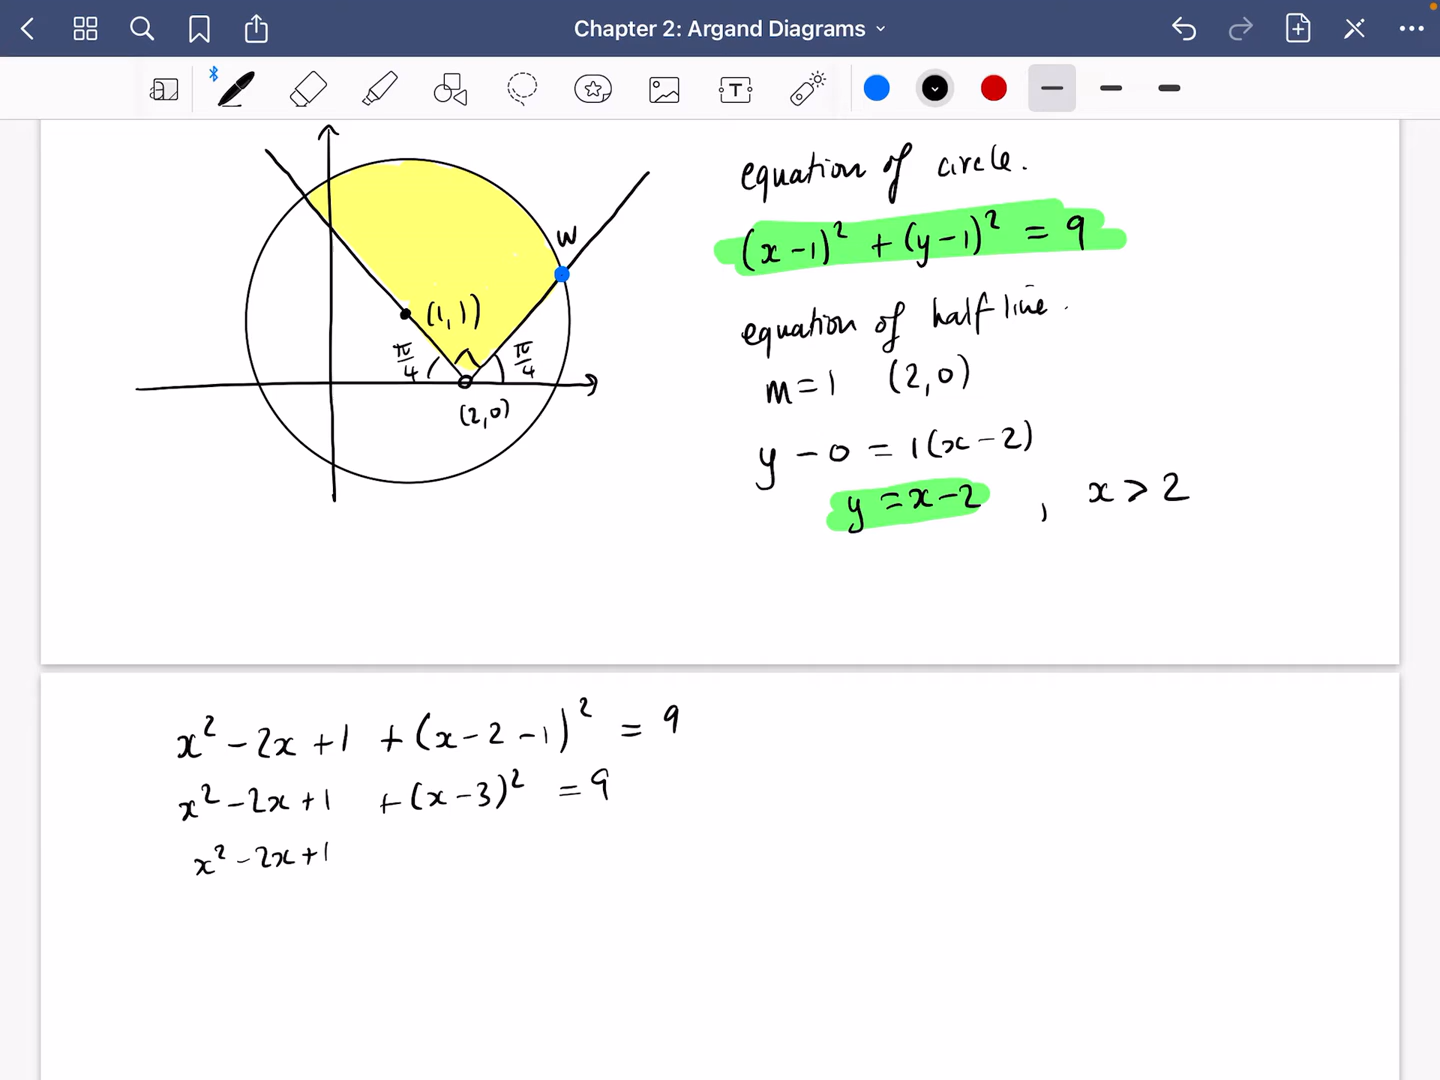 Chapter 2: Argand Diagrams
equation of circle.
(x-1)² + (y-1)² = 9
w
(1,1)
π/4
π/4
(2,0)
equation of half line.
m=1 (2,0)
y-0 = 1(x-2)
y = x-2 , x > 2
x² - 2x + 1 + (x-2-1)² = 9
x² - 2x + 1 + (x-3)² = 9
x² - 2x + 1